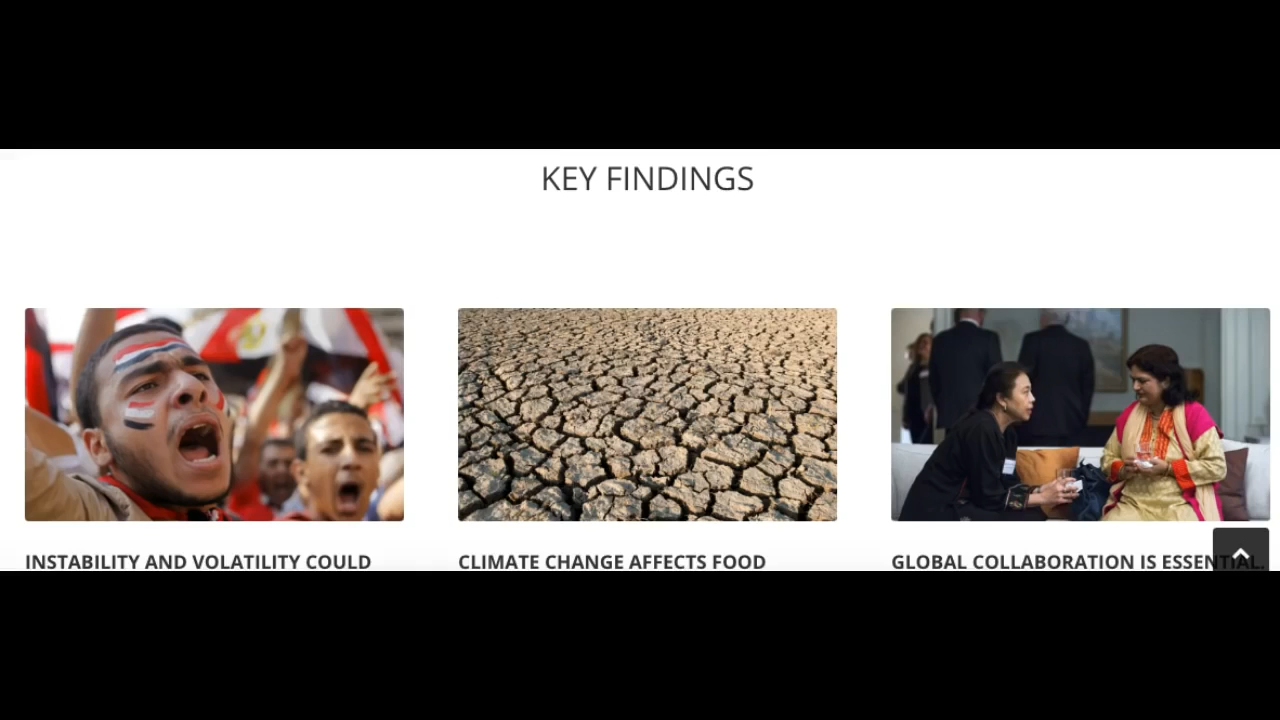 KEY FINDINGS
INSTABILITY AND VOLATILITY COULD
CLIMATE CHANGE AFFECTS FOOD
GLOBAL COLLABORATION IS ESSENTIAL.